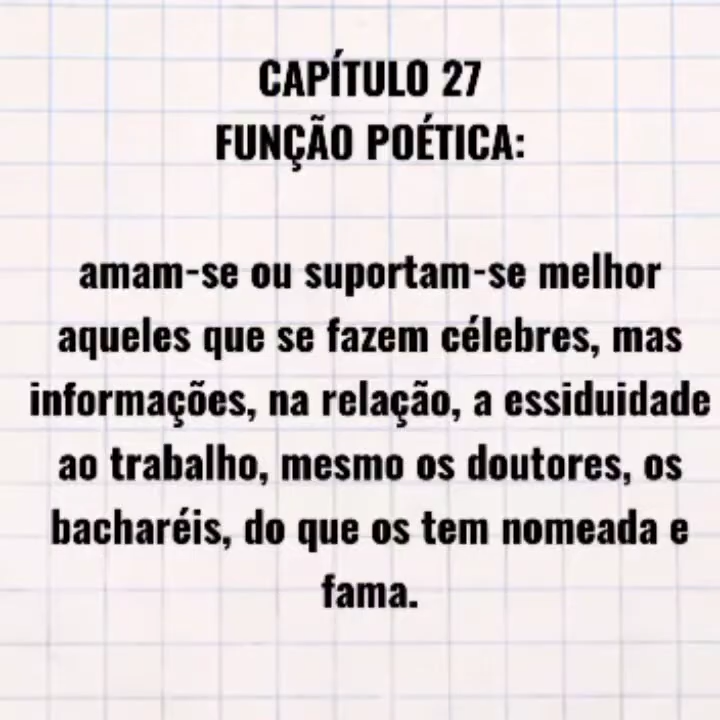 CAPÍTULO 27
FUNÇÃO POÉTICA:
amam-se ou suportam-se melhor
aqueles que se fazem célebres, mas
informações, na relação, a essiduidade
ao trabalho, mesmo os doutores, os
bacharéis, do que os tem nomeada e
fama.